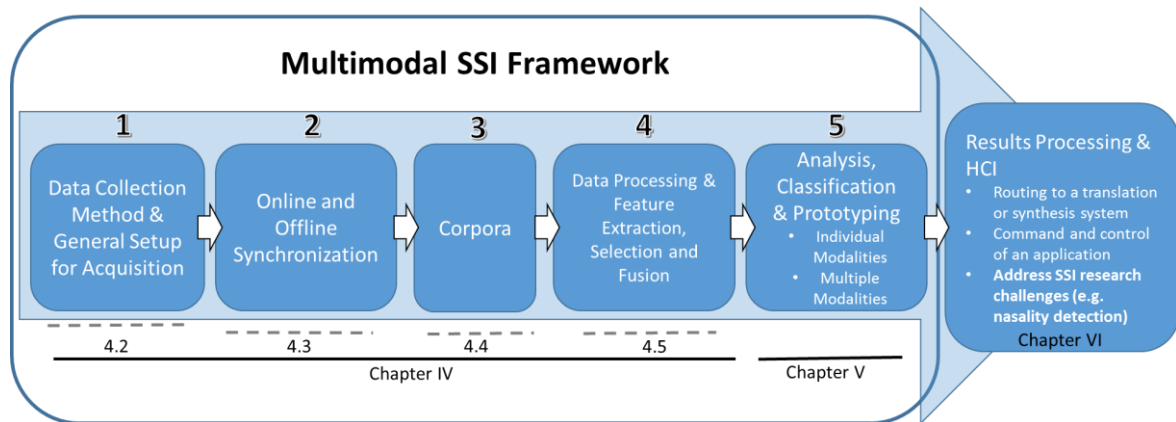 Multimodal SSI Framework
1
Data Collection
Method &
General Setup
for Acquisition
2
Online and
Offline
Synchronization
3
Corpora
4
Data Processing &
Feature
Extraction,
Selection and
Fusion
5
Analysis,
Classification
& Prototyping
• Individual
Modalities
• Multiple
Modalities
Results Processing &
HCI
• Routing to a translation
or synthesis system
• Command and control
of an application
• Address SSI research
challenges (e.g.
nasality detection)
Chapter VI
4.2
4.3
4.4
4.5
Chapter IV
Chapter V